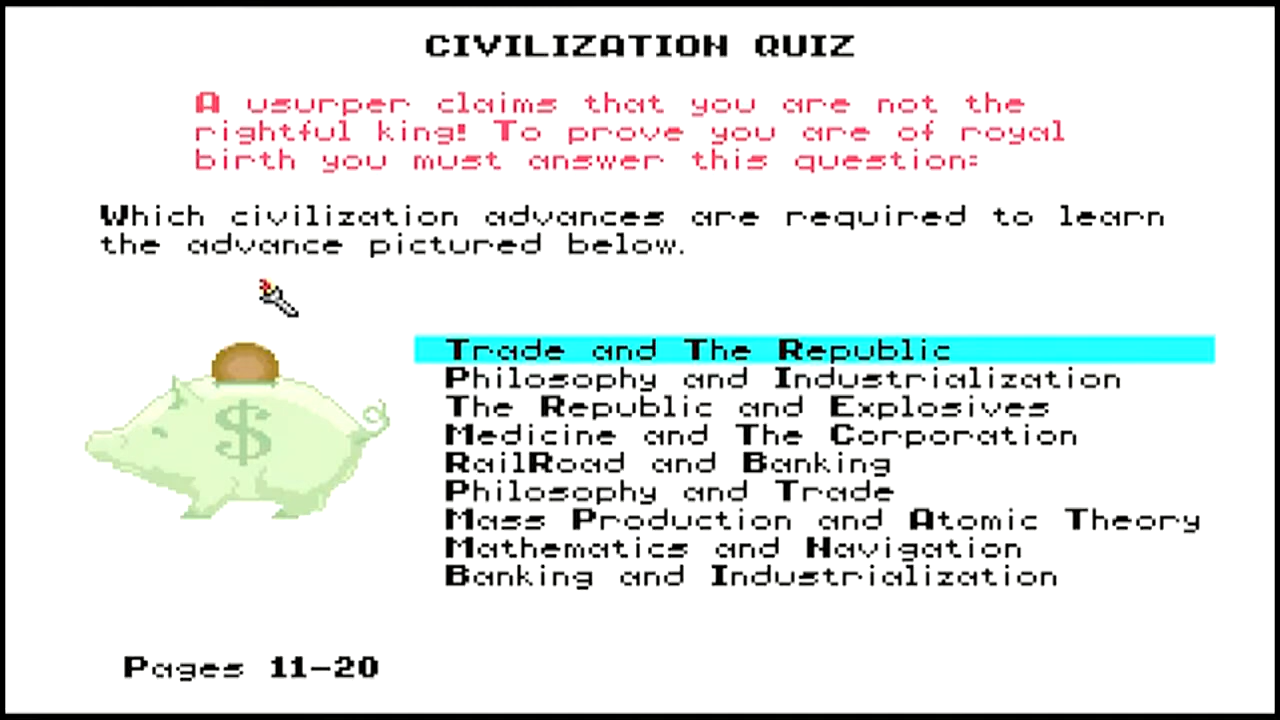 CIVILIZATION QUIZ
A usurper claims that you are not the
rightful king! To prove you are of royal
birth you must answer this question:
Which civilization advances are required to learn
the advance pictured below.
$
Trade and The Republic
Philosophy and Industrialization
The Republic and Explosives
Medicine and The Corporation
RailRoad and Banking
Philosophy and Trade
Mass Production and Atomic Theory
Mathematics and Navigation
Banking and Industrialization
Pages 11-20